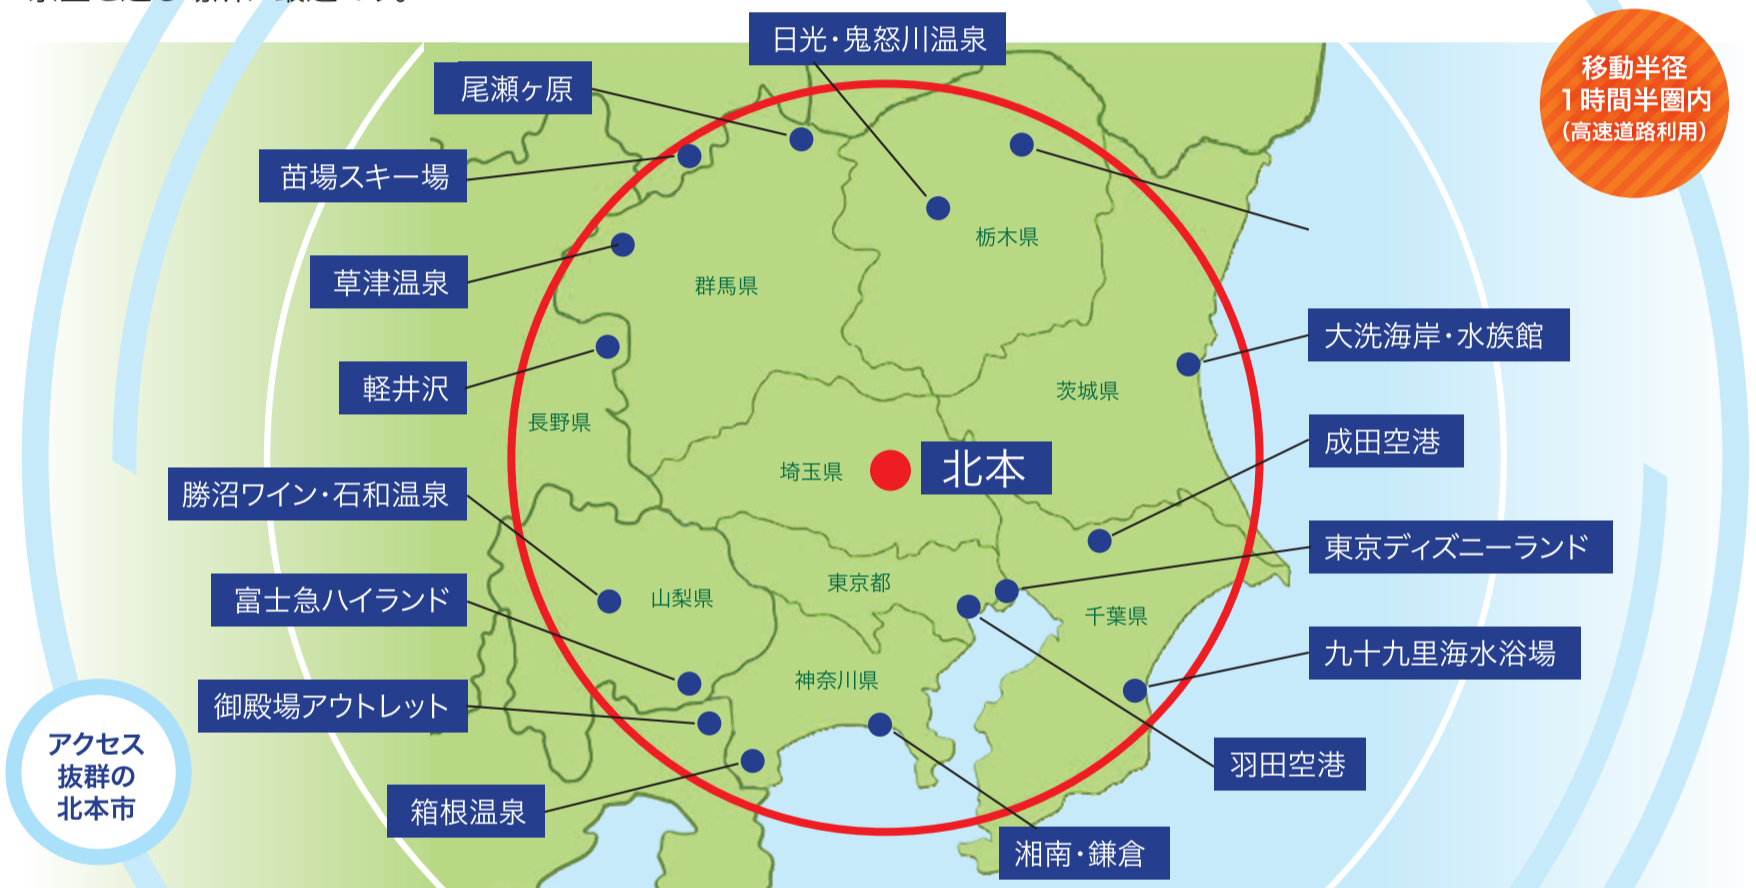 日光・鬼怒川温泉
尾瀬ヶ原
移動半径
1時間半圏内
（高速道路利用）
苗場スキー場
栃木県
草津温泉
群馬県
大洗海岸・水族館
軽井沢
茨城県
長野県
成田空港
埼玉県
北本
勝沼ワイン・石和温泉
東京ディズニーランド
東京都
富士急ハイランド
山梨県
千葉県
九十九里海水浴場
神奈川県
御殿場アウトレット
アクセス
抜群の
北本市
羽田空港
箱根温泉
湘南・鎌倉